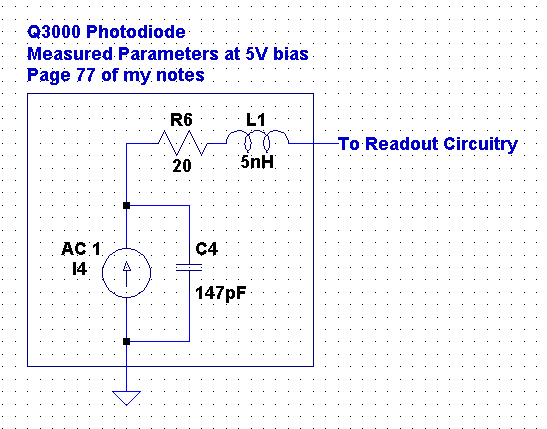 Q3000 Photodiode
Measured Parameters at 5V bias
Page 77 of my notes
R6
L1
To Readout Circuitry
20
5nH
AC 1
C4
I4
147pF